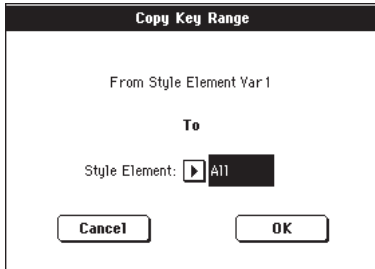 Copy Key Range
From Style Element Var1
To
Style Element: All
Cancel OK